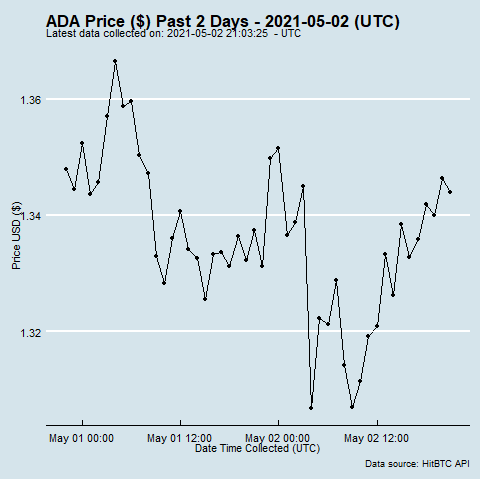 ADA Price ($) Past 2 Days - 2021-05-02 (UTC)
Latest data collected on: 2021-05-02 21:03:25 - UTC
1.36
1.34
1.32
Price USD ($)
May 01 00:00 May 01 12:00 May 02 00:00 May 02 12:00
Date Time Collected (UTC)
Data source: HitBTC API